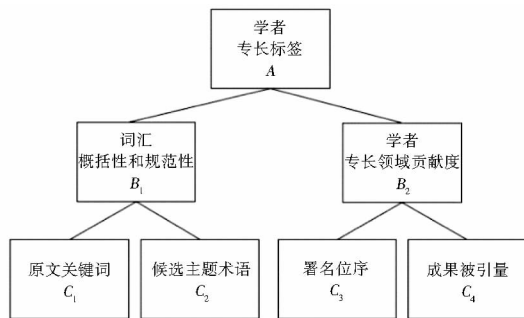 学者
专长标签
A
词汇
概括性和规范性
B₁
学者
专长领域贡献度
B₂
原文关键词
C₁
候选主题术语
C₂
署名位序
C₃
成果被引量
C₄